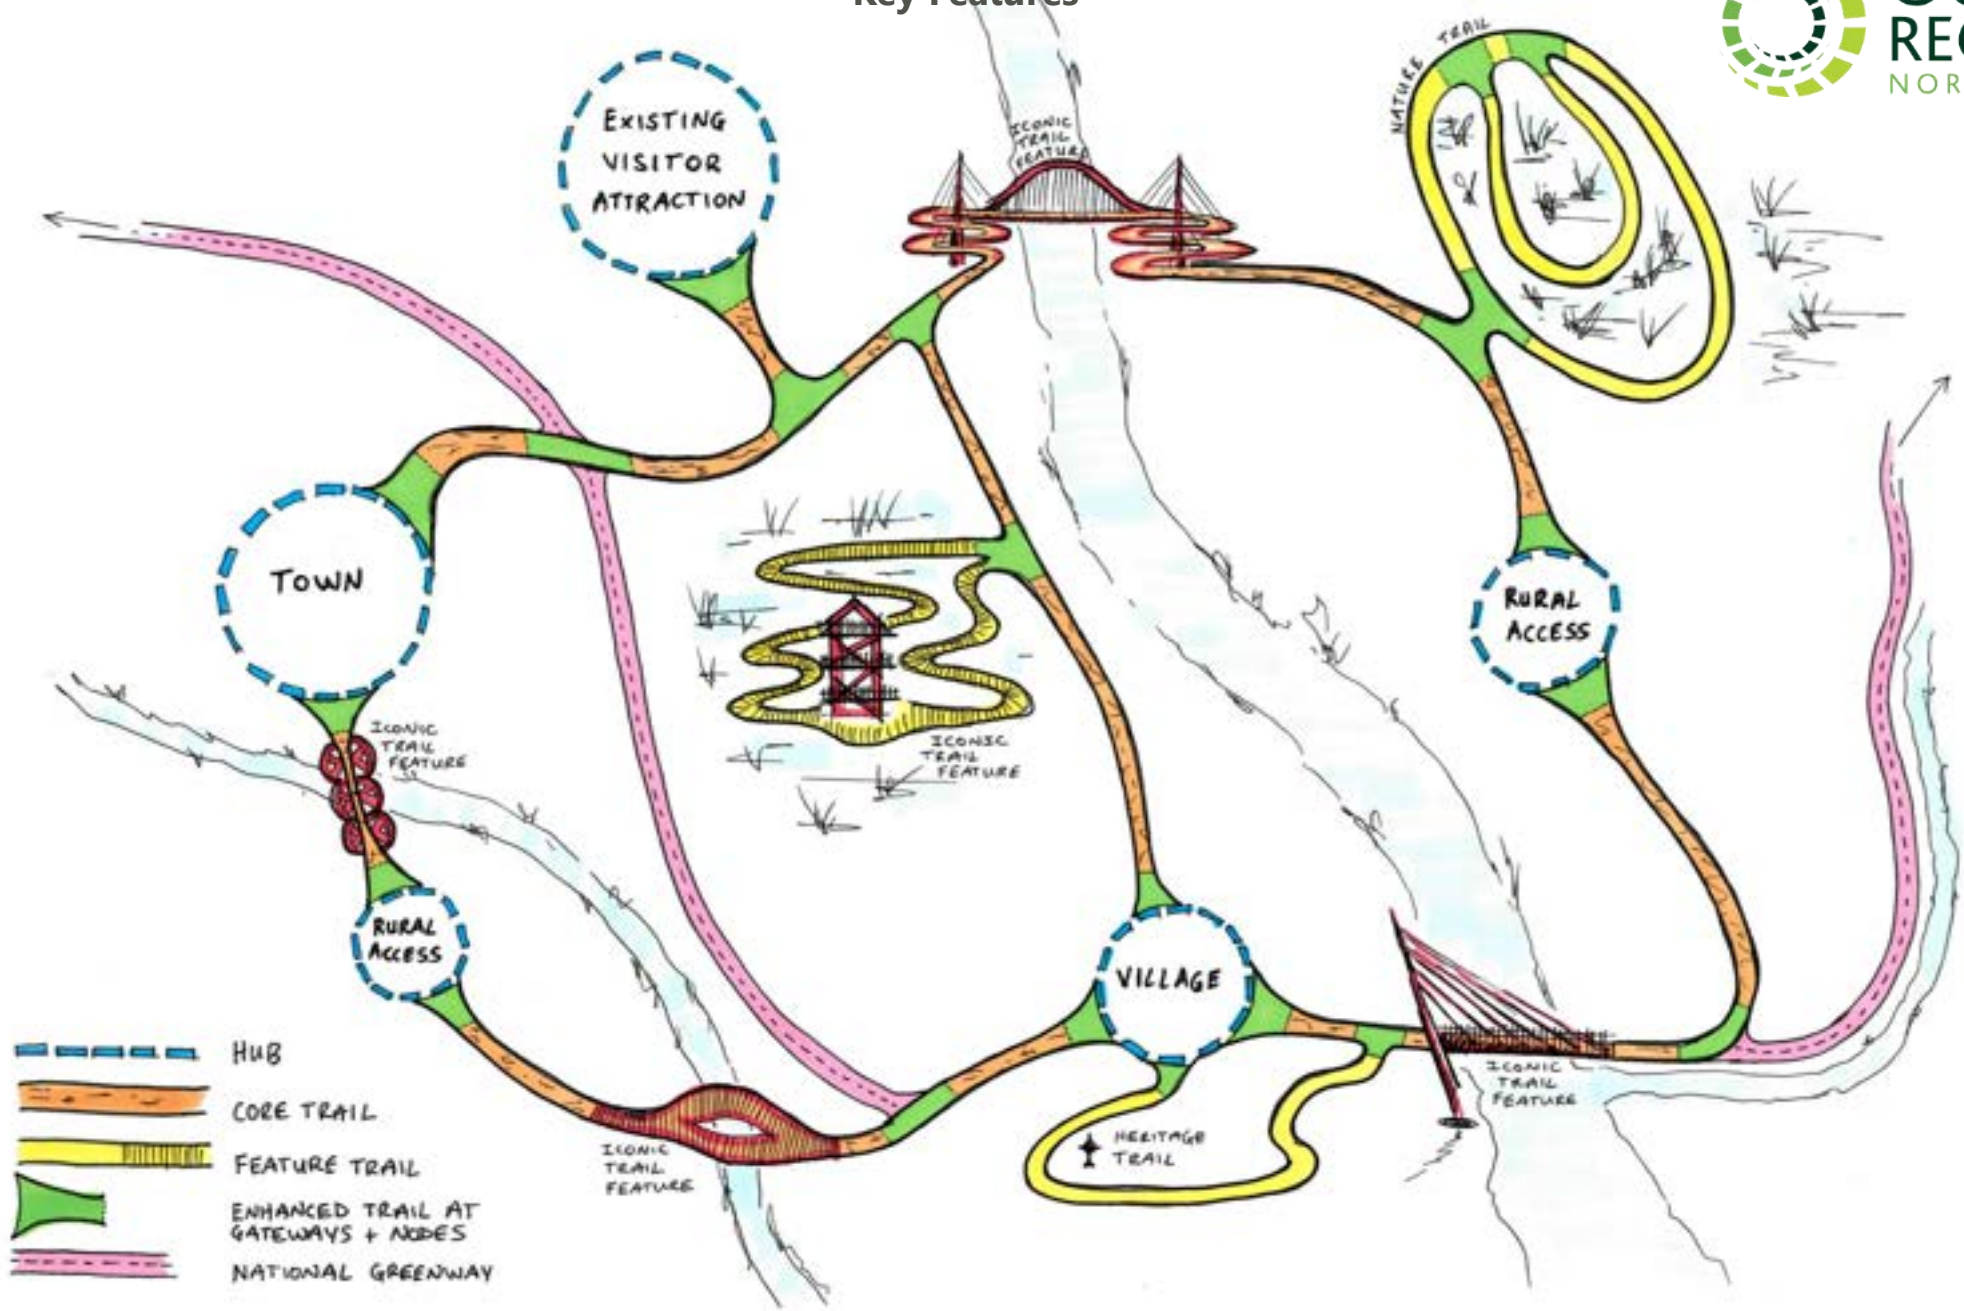 Key Features
NATURE TRAIL
EXISTING
VISITOR
ATTRACTION
ICONIC
TRAIL
FEATURE
TOWN
RURAL
ACCESS
ICONIC
TRAIL
FEATURE
ICONIC
TRAIL
FEATURE
RURAL
ACCESS
VILLAGE
ICONIC
TRAIL
FEATURE
HERITAGE
TRAIL
ICONIC
TRAIL
FEATURE
HUB
CORE TRAIL
FEATURE TRAIL
ENHANCED TRAIL AT
GATEWAYS + NODES
NATIONAL GREENWAY